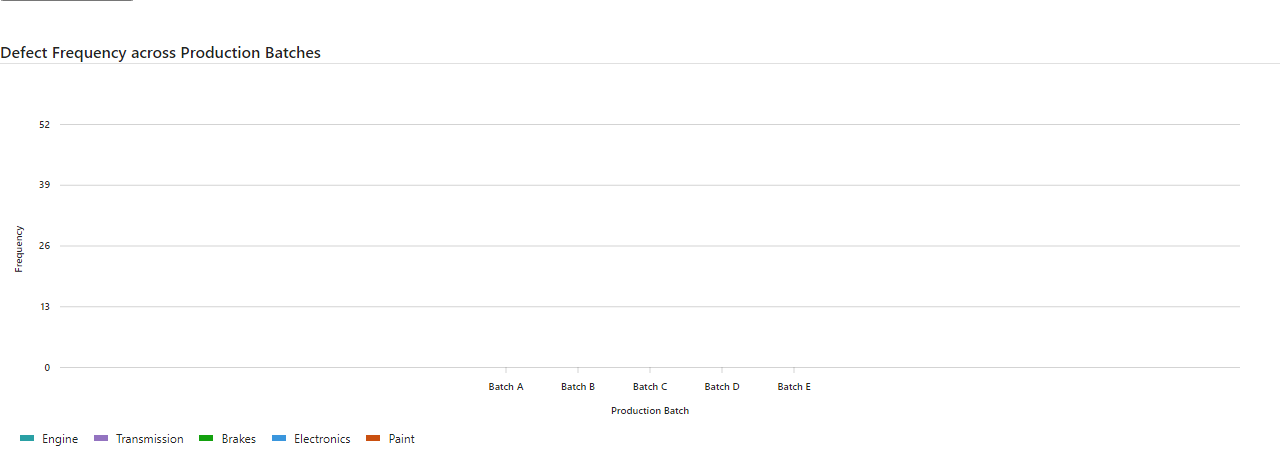 Defect Frequency across Production Batches
52
39
26
13
0
Frequency
Batch A Batch B Batch C Batch D Batch E
Production Batch
Engine Transmission Brakes Electronics Paint